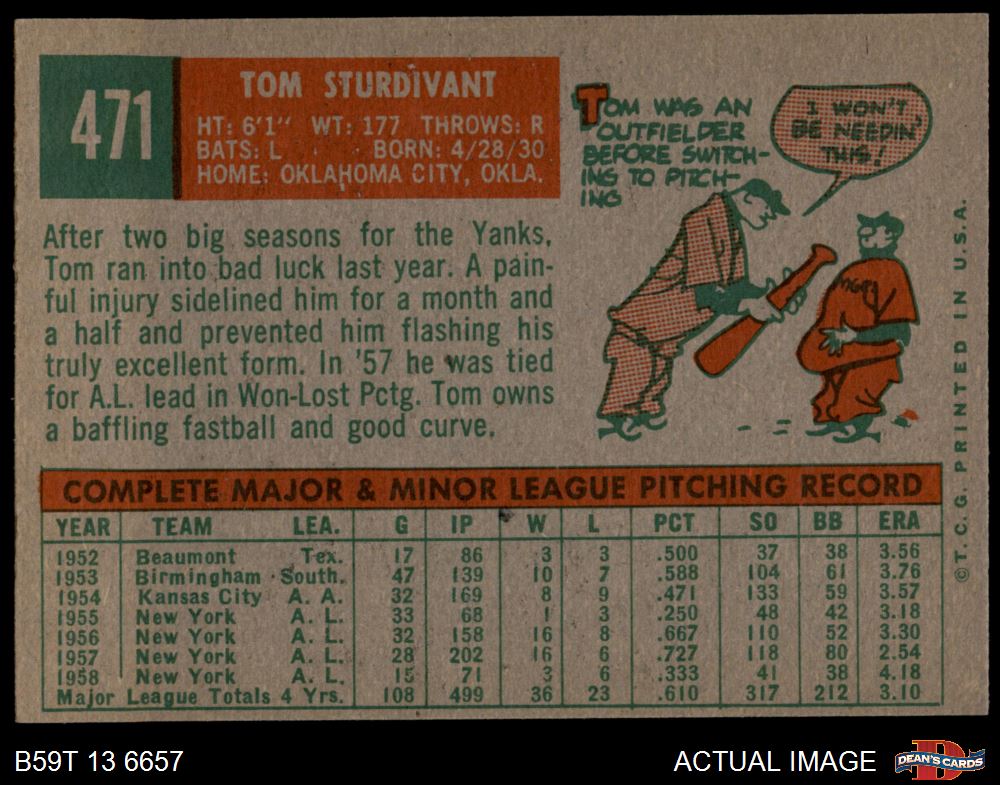 471
TOM STURDIVANT
HT: 6'1" WT: 177 THROWS: R
BATS: L BORN: 4/28/30
HOME: OKLAHOMA CITY, OKLA.
TOM WAS AN
OUTFIELDER
BEFORE SWITCH-
ING TO PITCH-
ING
I WON'T
BE NEEDIN'
THIS!
After two big seasons for the Yanks,
Tom ran into bad luck last year. A pain-
ful injury sidelined him for a month and
a half and prevented him flashing his
truly excellent form. In '57 he was tied
for A.L. lead in Won-Lost Pctg. Tom owns
a baffling fastball and good curve.
COMPLETE MAJOR & MINOR LEAGUE PITCHING RECORD
YEAR TEAM LEA. G IP W L PCT SO BB ERA
1952 Beaumont Tex. 17 86 3 3 .500 37 38 3.56
1953 Birmingham South. 47 139 10 7 .588 104 61 3.76
1954 Kansas City A. A. 32 169 8 9 .471 133 59 3.57
1955 New York A. L. 33 68 1 3 .250 48 42 3.18
1956 New York A. L. 32 158 16 8 .667 110 52 3.30
1957 New York A. L. 28 202 16 6 .727 118 80 2.54
1958 New York A. L. 15 71 3 6 .333 41 38 4.18
Major League Totals 4 Yrs. 108 499 36 23 .610 317 212 3.10
© T. C. G. PRINTED IN U.S.A.
B59T 13 6657
ACTUAL IMAGE
DEAN'S CARDS